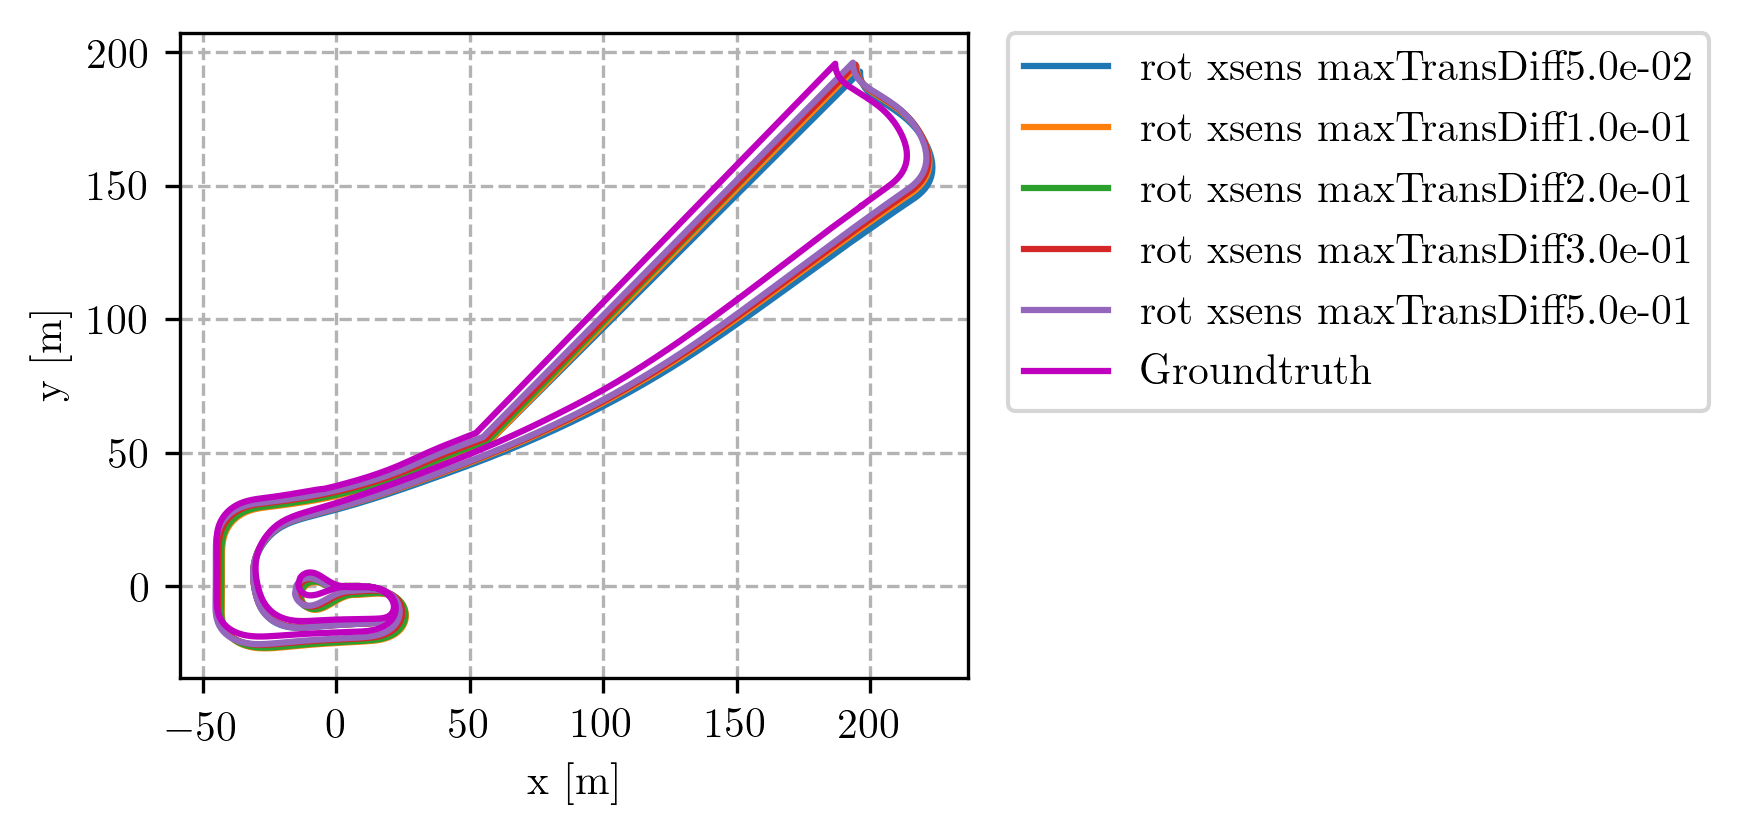 200
150
100
50
0
y [m]
−50 0 50 100 150 200
x [m]
rot xsens maxTransDiff5.0e-02
rot xsens maxTransDiff1.0e-01
rot xsens maxTransDiff2.0e-01
rot xsens maxTransDiff3.0e-01
rot xsens maxTransDiff5.0e-01
Groundtruth